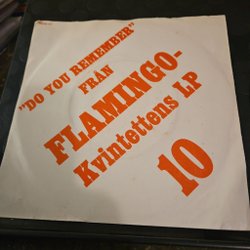 "DO YOU REMEMBER"
FRÅN
FLAMINGO-
Kvintettens LP
10